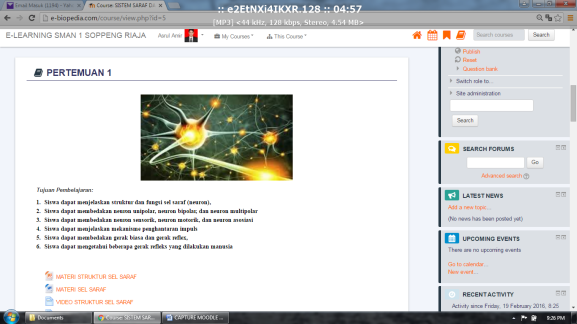 :: e2EtNXi4IKXR.128 :: 04:57
[MP3] <44 kHz, 128 kbps, Stereo, 4.54 MB>
Course: SISTEM SARAF D
e-biopedia.com/course/view.php?id=5
E-LEARNING SMAN 1 SOPPENG RIAJA
Asrul Amir
My Courses
This Course
Search courses...
Search
PERTEMUAN 1
Tujuan Pembelajaran:
1. Siswa dapat menjelaskan struktur dan fungsi sel saraf (neuron),
2. Siswa dapat membedakan neuron unipolar, neuron bipolar, dan neuron multipolar
3. Siswa dapat membedakan neuron sensorik, neuron motorik, dan neuron asosiasi
4. Siswa dapat menjelaskan mekanisme penghantaran impuls
5. Siswa dapat membedakan gerak biasa dan gerak reflex,
6. Siswa dapat mengetahui beberapa gerak refleks yang dilakukan manusia
MATERI STRUKTUR SEL SARAF
MATERI SEL SARAF
VIDEO STRUKTUR SEL SARAF
Publish
Reset
Question bank
Switch role to...
Site administration
Search
SEARCH FORUMS
Go
Advanced search
LATEST NEWS
Add a new topic...
(No news has been posted yet)
UPCOMING EVENTS
There are no upcoming events
Go to calendar...
New event...
RECENT ACTIVITY
Activity since Friday, 19 February 2016, 8:25
Documents
Course: SISTEM SAR...
CAPTURE MOODLE ...
9:26 PM